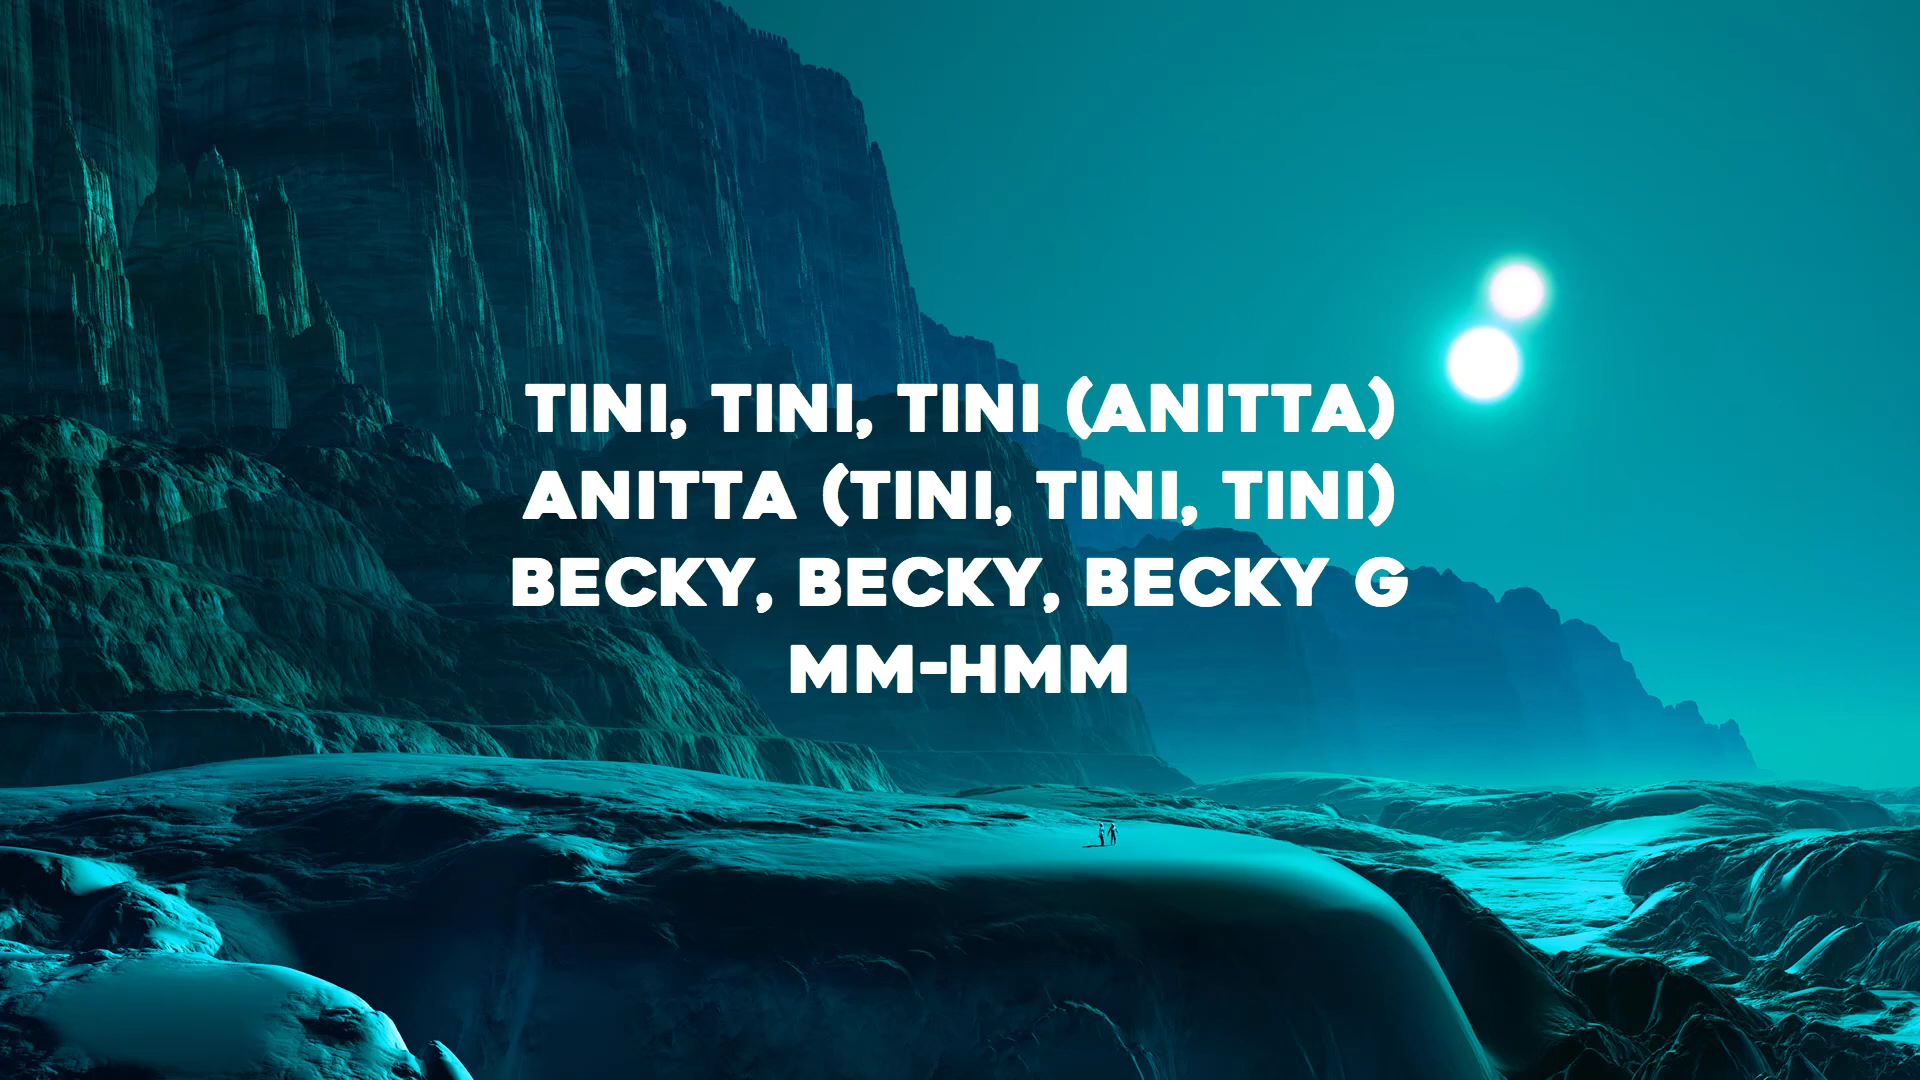 TINI, TINI, TINI (ANITTA)
ANITTA (TINI, TINI, TINI)
BECKY, BECKY, BECKY G
MM-HMM